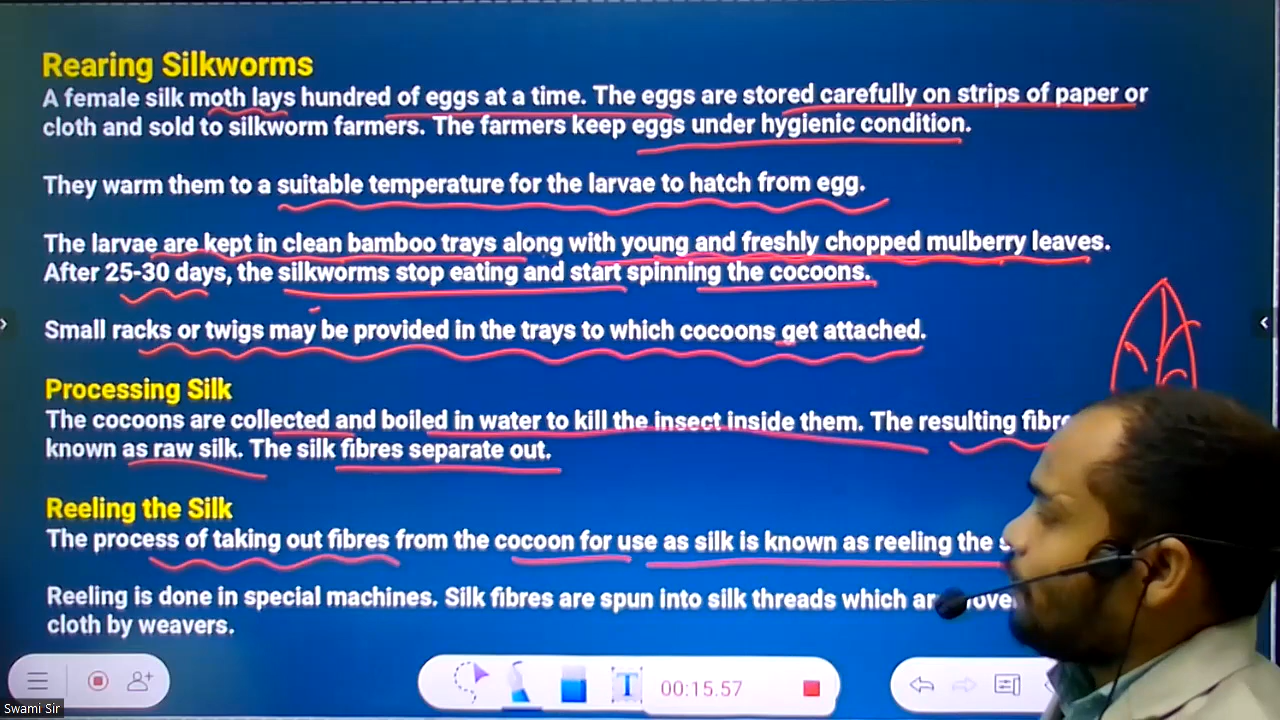 Rearing Silkworms
A female silk moth lays hundred of eggs at a time. The eggs are stored carefully on strips of paper or
cloth and sold to silkworm farmers. The farmers keep eggs under hygienic condition.
They warm them to a suitable temperature for the larvae to hatch from egg.
The larvae are kept in clean bamboo trays along with young and freshly chopped mulberry leaves.
After 25-30 days, the silkworms stop eating and start spinning the cocoons.
Small racks or twigs may be provided in the trays to which cocoons get attached.
Processing Silk
The cocoons are collected and boiled in water to kill the insect inside them. The resulting
known as raw silk. The silk fibres separate out.
Reeling the Silk
The process of taking out fibres from the cocoon for use as silk is known as reeling the
Reeling is done in special machines. Silk fibres are spun into silk threads which
cloth by weavers.
T
00:15.57
Swami Sir